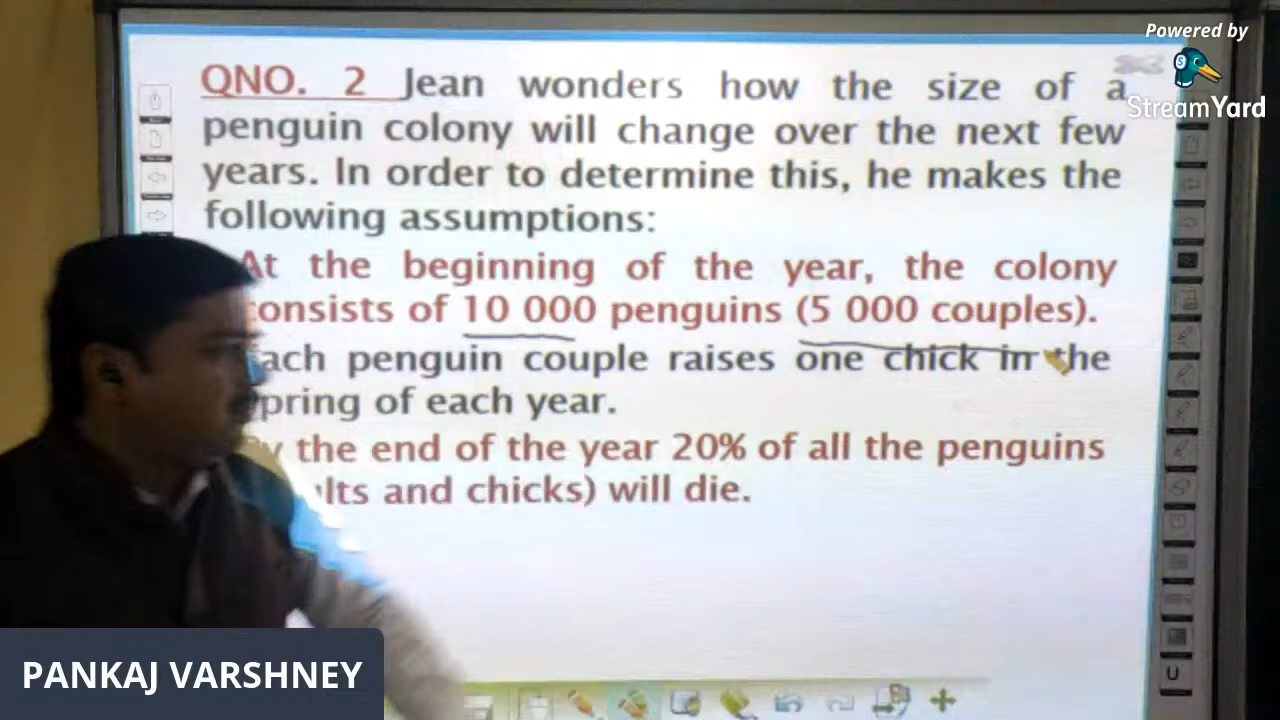 Powered by
StreamYard
QNO. 2 Jean wonders how the size of a
penguin colony will change over the next few
years. In order to determine this, he makes the
following assumptions:
At the beginning of the year, the colony
consists of 10 000 penguins (5 000 couples).
ach penguin couple raises one chick in the
pring of each year.
y the end of the year 20% of all the penguins
lts and chicks) will die.
PANKAJ VARSHNEY